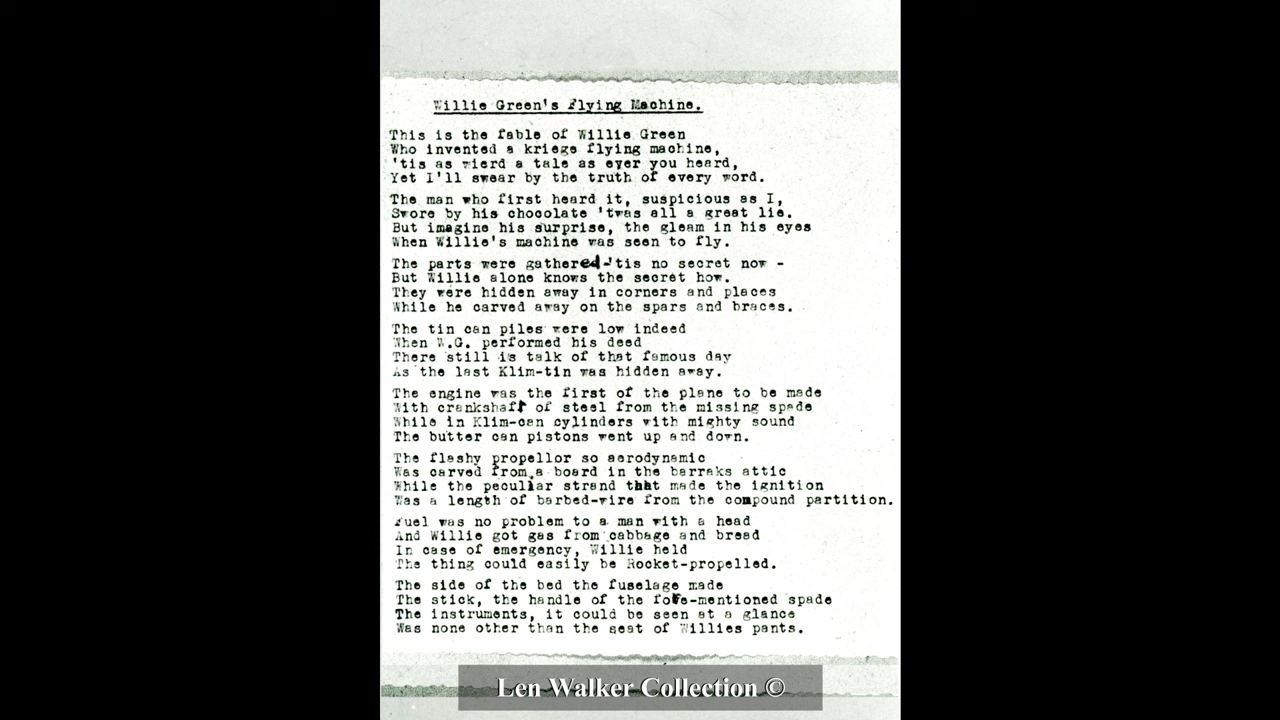 Willie Green's Flying Machine.
This is the fable of Willie Green
Who invented a kriege flying machine,
'tis as wierd a tale as ever you heard,
Yet I'll swear by the truth of every word.
The man who first heard it, suspicious as I,
Swore by his chocolate 'twas all a great lie.
But imagine his surprise, the gleam in his eyes
When Willie's machine was seen to fly.
The parts were gathered-'tis no secret now -
But Willie alone knows the secret how.
They were hidden away in corners and places
While he carved away on the spars and braces.
The tin can piles were low indeed
When W.G. performed his deed
There still is talk of that famous day
As the last Klim-tin was hidden away.
The engine was the first of the plane to be made
With crankshaft of steel from the missing spade
While in Klim-can cylinders with mighty sound
The butter can pistons went up and down.
The flashy propellor so aerodynamic
Was carved from a board in the barraks attic
While the peculiar strand that made the ignition
Was a length of barbed-wire from the compound partition.
Fuel was no problem to a man with a head
And Willie got gas from cabbage and bread
In case of emergency, Willie held
The thing could easily be Rocket-propelled.
The side of the bed the fuselage made
The stick, the handle of the fore-mentioned spade
The instruments, it could be seen at a glance
Was none other than the seat of Willies pants.
Len Walker Collection ©